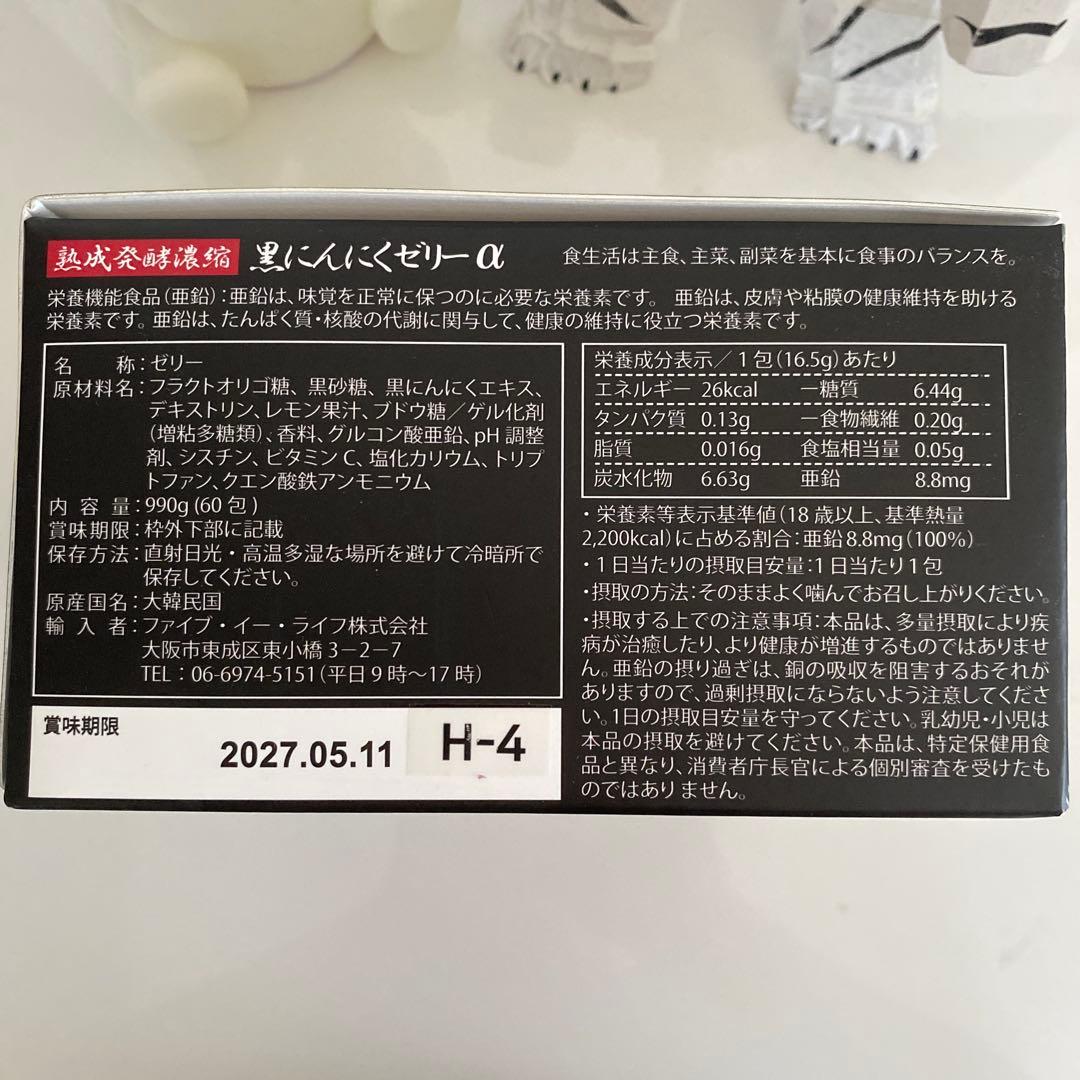 熟成発酵濃縮 黒にんにくゼリーα 食生活は主食、主菜、副菜を基本に食事のバランスを。
栄養機能食品(亜鉛):亜鉛は、味覚を正常に保つのに必要な栄養素です。 亜鉛は、皮膚や粘膜の健康維持を助ける
栄養素です。亜鉛は、たんぱく質・核酸の代謝に関与して、健康の維持に役立つ栄養素です。
名称:ゼリー
原材料名:フラクトオリゴ糖、黒砂糖、黒にんにくエキス、
デキストリン、レモン果汁、ブドウ糖/ゲル化剤
(増粘多糖類)、香料、グルコン酸亜鉛、pH 調整
剤、シスチン、ビタミン C、塩化カリウム、トリプ
トファン、クエン酸鉄アンモニウム
内容量:990g(60 包)
賞味期限:枠外下部に記載
保存方法:直射日光・高温多湿な場所を避けて冷暗所で
保存してください。
原産国名:大韓民国
輸入者:ファイブ・イー・ライフ株式会社
大阪市東成区東小橋 3-2-7
TEL:06-6974-5151(平日 9 時〜17 時)
賞味期限
2027.05.11
H-4
栄養成分表示/1包(16.5g)あたり
エネルギー 26kcal 一糖質 6.44g
タンパク質 0.13g 一食物繊維 0.20g
脂質 0.016g 食塩相当量 0.05g
炭水化物 6.63g 亜鉛 8.8mg
・栄養素等表示基準値(18 歳以上、基準熱量
2,200kcal)に占める割合:亜鉛8.8mg(100%)
・1日当たりの摂取目安量:1日当たり1包
・摂取の方法:そのままよく噛んでお召し上がりください。
・摂取する上での注意事項:本品は、多量摂取により疾
病が治癒したり、より健康が増進するものではありませ
ん。亜鉛の摂り過ぎは、銅の吸収を阻害するおそれが
ありますので、過剰摂取にならないよう注意してくださ
い。1日の摂取目安量を守ってください。乳幼児・小児は
本品の摂取を避けてください。本品は、特定保健用食
品と異なり、消費者庁長官による個別審査を受けたも
のではありません。